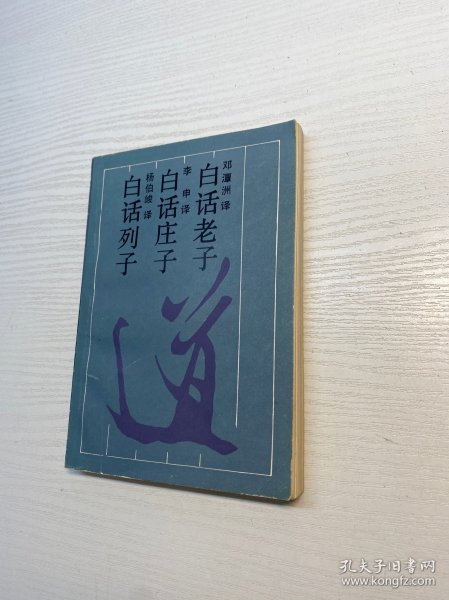 邓潭洲 译
白话老子
李申 译
白话庄子
杨伯峻 译
白话列子
道
孔夫子旧书网
www.kongfz.com